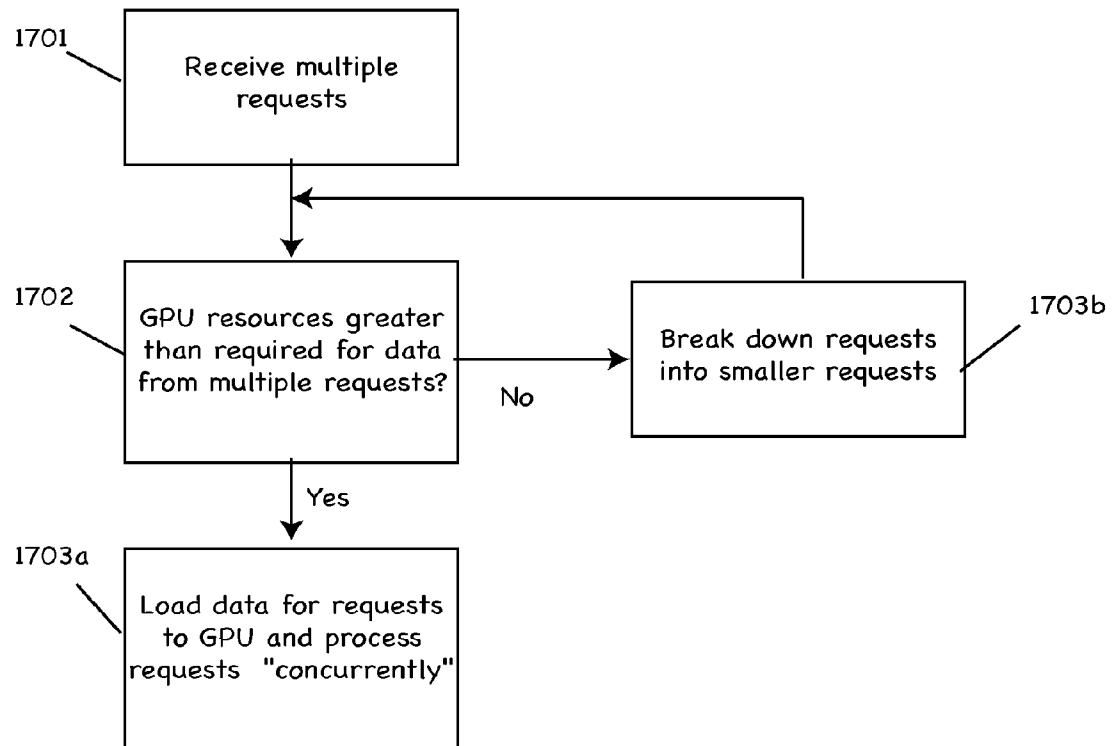 1701
Receive multiple
requests
1702
GPU resources greater
than required for data
from multiple requests?
No
Break down requests
into smaller requests
1703b
Yes
1703a
Load data for requests
to GPU and process
requests "concurrently"